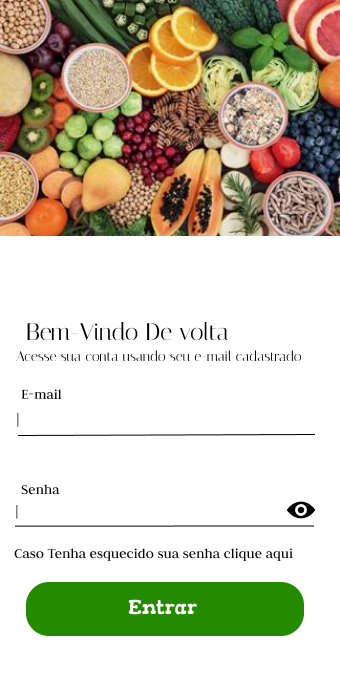 Bem-Vindo De volta
Acesse sua conta usando seu e-mail cadastrado
E-mail
Senha
Caso Tenha esquecido sua senha clique aqui
Entrar